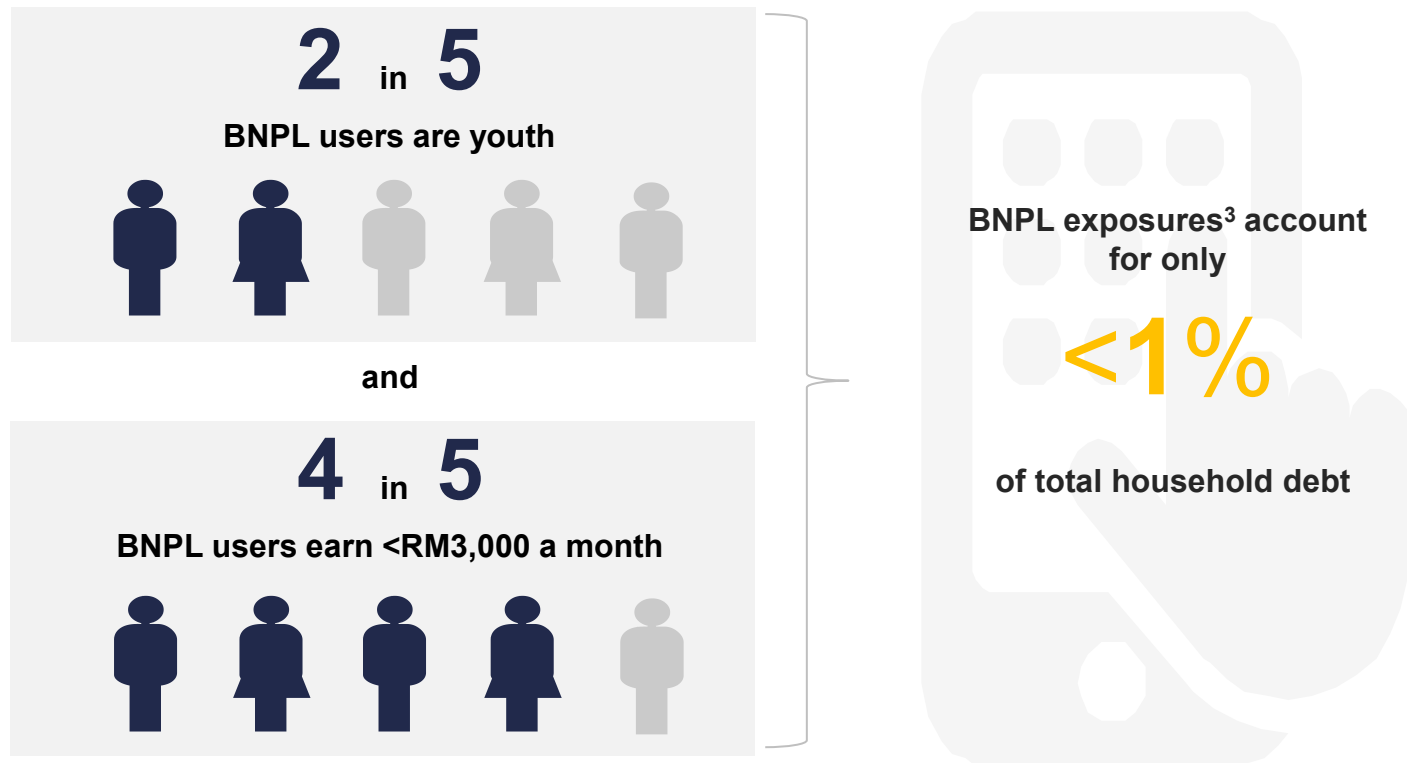 2 in 5
BNPL users are youth
and
4 in 5
BNPL users earn <RM3,000 a month
BNPL exposures³ account
for only
<1%
of total household debt